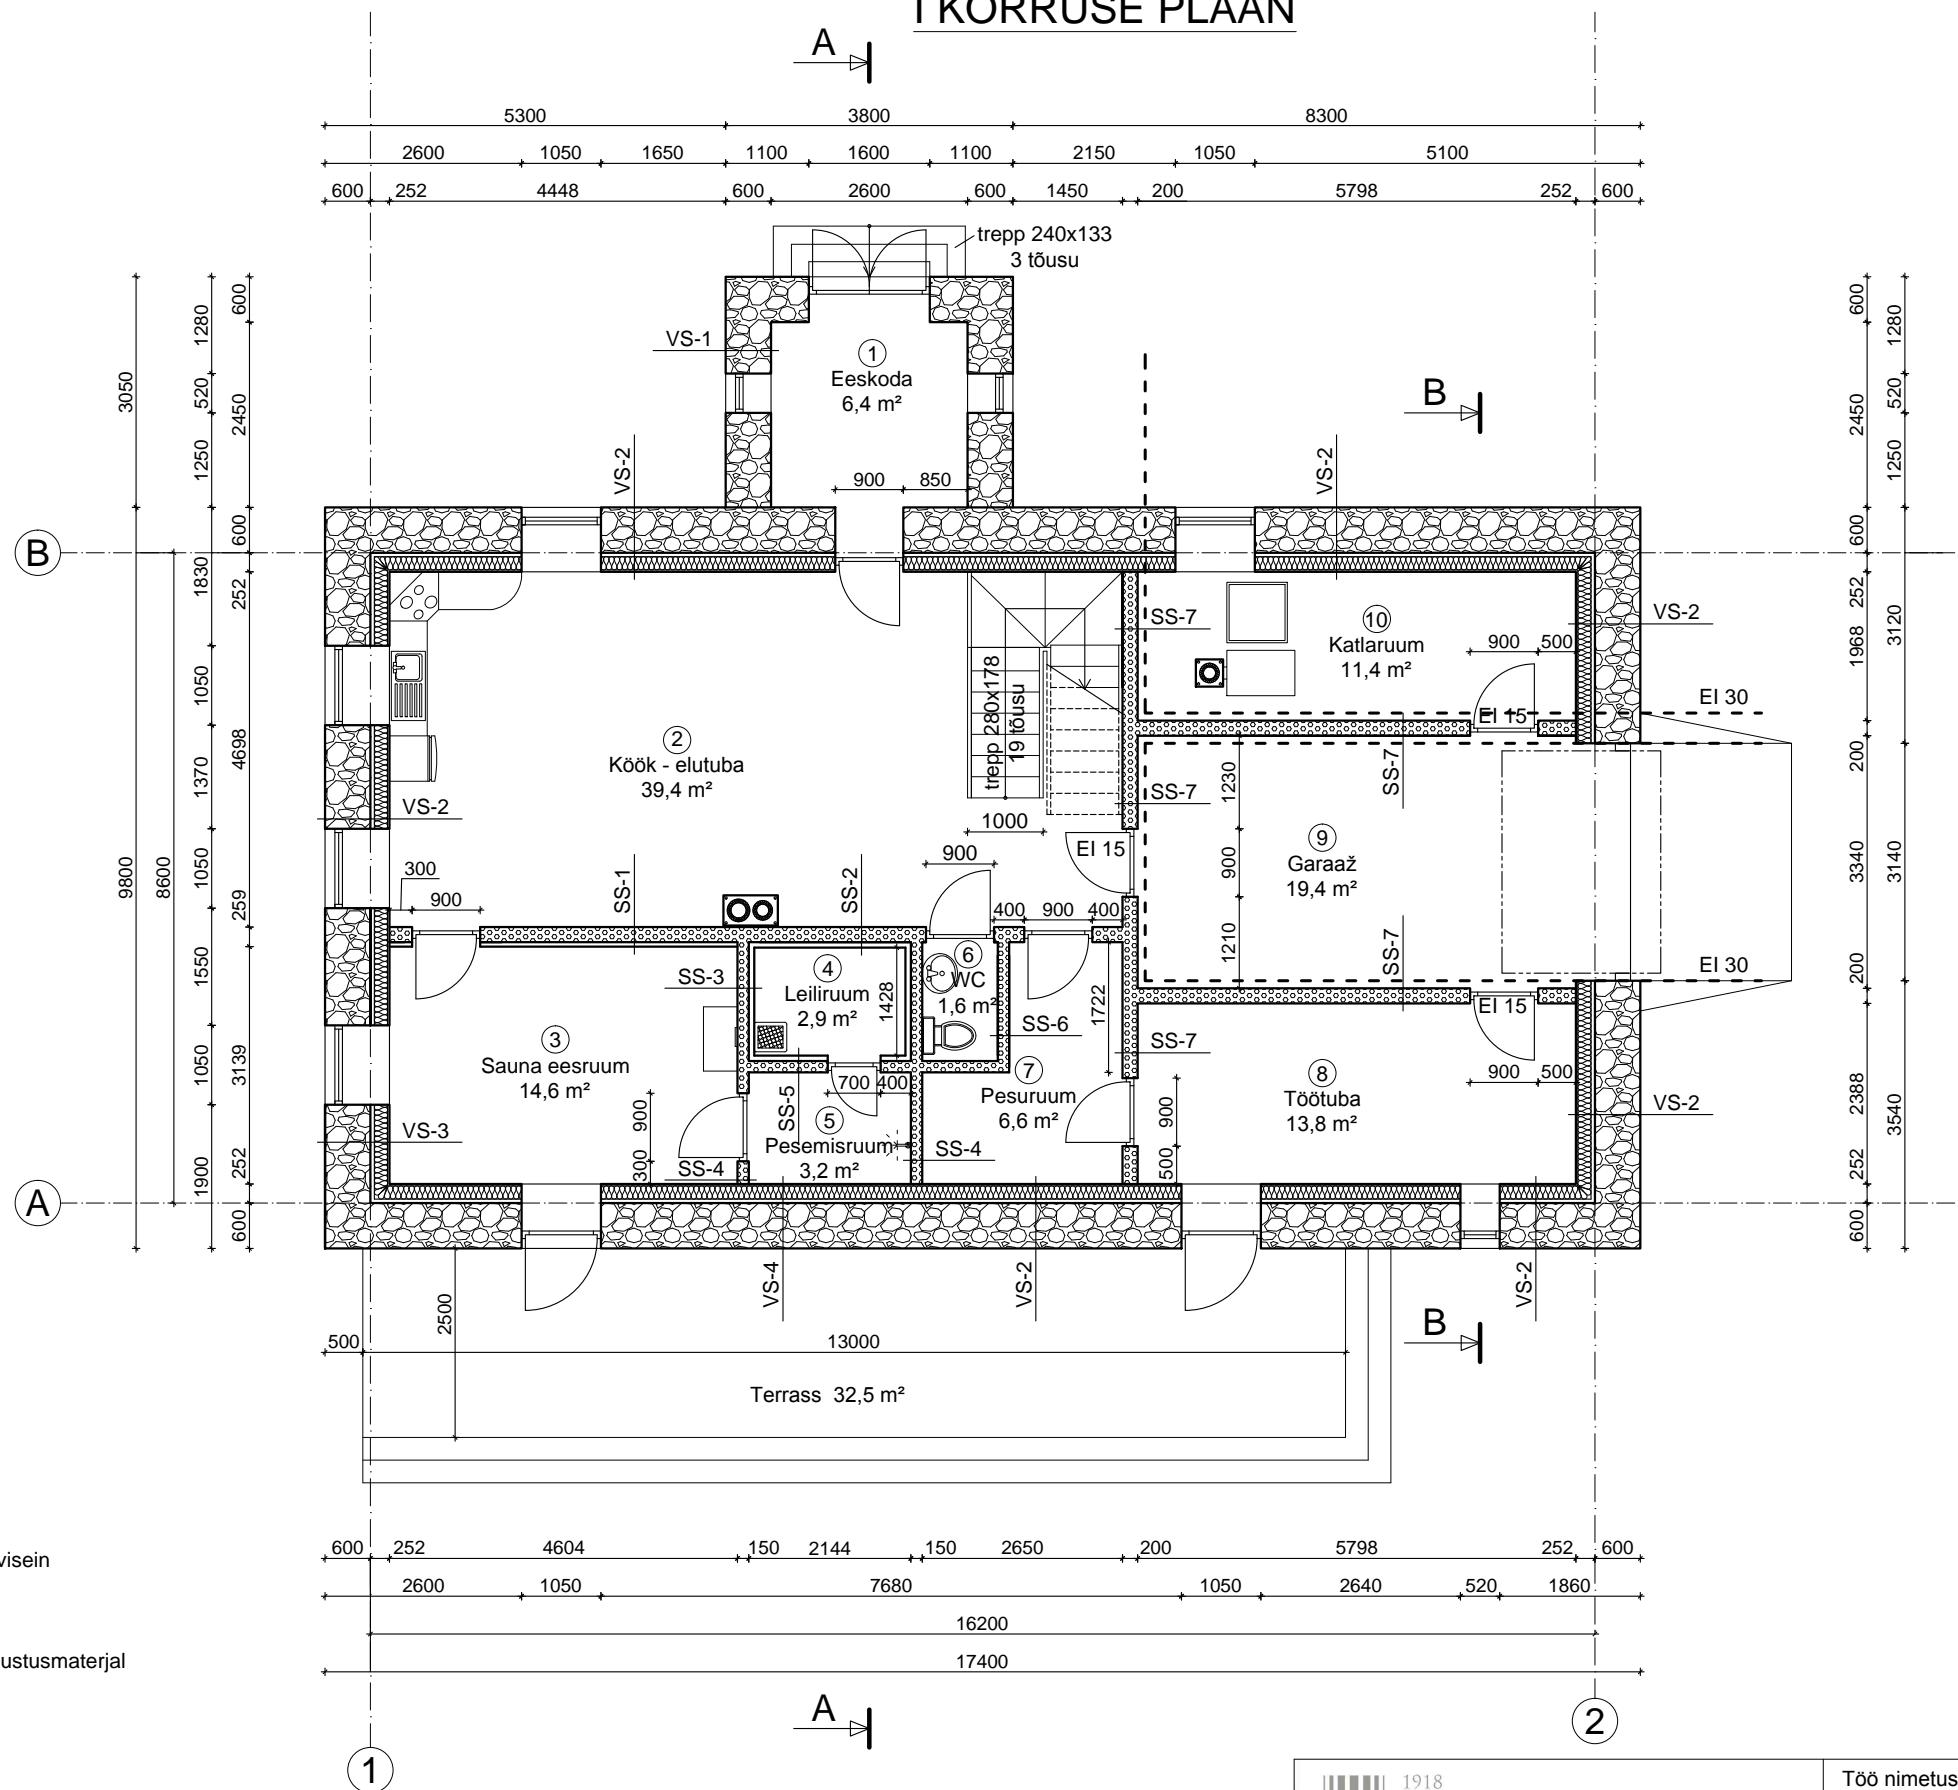 I KORRUSE PLAAN
A
5300 3800 8300
2600 1050 1650 1100 1600 1100 2150 1050 5100
600 252 4448 600 2600 600 1450 200 5798 252 600
trepp 240x133
3 tõusu
VS-1
1
Eeskoda
6,4 m²
B
900 850
VS-2
VS-2
B
3050
9800
8600
1280
520
1250
1830
1050
1370
1050
1550
1050
1900
600
2450
600
2552
4698
259
3139
252
600
600
2450
600
2552
1968
200
3340
200
2388
252
600
1280
520
1250
3120
3140
3540
SS-7
10
Katlaruum
11,4 m²
900 500
VS-2
EI 15
EI 30
trepp 280x178
19 tõusu
2
Köök - elutuba
39,4 m²
VS-2
SS-7
SS-7
1230
900
1210
1000
EI 15
9
Garaaž
19,4 m²
300
900
SS-1
SS-2
900
400 900 400
SS-7
EI 30
EI 15
SS-3
4
Leiliruum
2,9 m²
1428
6
WC
1,6 m²
SS-6
1722
SS-7
3
Sauna eesruum
14,6 m²
VS-3
900
300
SS-4
SS-5
700 400
5
Pesemisruum
3,2 m²
SS-4
7
Pesuruum
6,6 m²
900
500
8
Töötuba
13,8 m²
900 500
VS-2
A
VS-4
VS-2
VS-2
2500
B
500 13000
Terrass 32,5 m²
visein
600 252 4604 150 2144 150 2650 200 5798 252 600
2600 1050 7680 1050 2640 520 1860
16200
ustusmaterjal
17400
A
1
2
1918
Töö nimetus